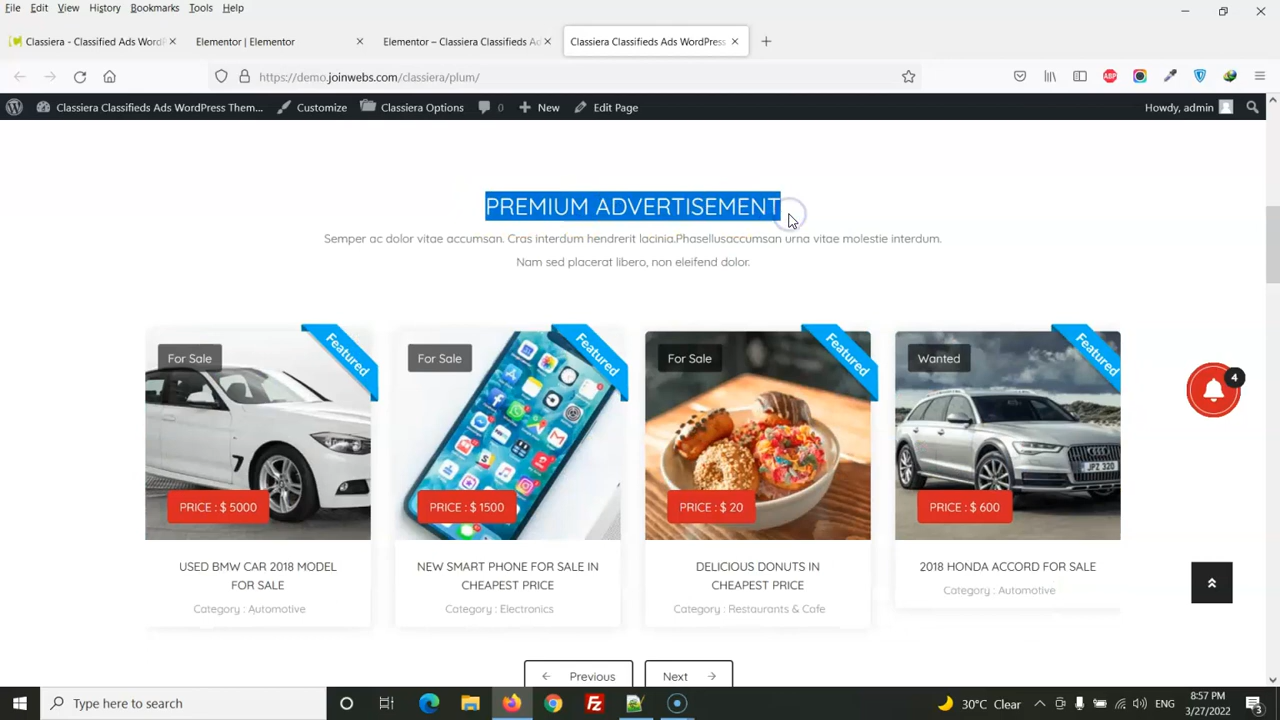 File Edit View History Bookmarks Tools Help
Classiera - Classified Ads WordP
Elementor | Elementor
Elementor – Classiera Classifieds Ad
Classiera Classifieds Ads WordPress
https://demo.joinwebs.com/classiera/plum/
ABP
Classiera Classifieds Ads WordPress Them...
Customize
Classiera Options
0
New
Edit Page
Howdy, admin
PREMIUM ADVERTISEMENT
Semper ac dolor vitae accumsan. Cras interdum hendrerit lacinia.Phasellusaccumsan urna vitae molestie interdum.
Nam sed placerat libero, non eleifend dolor.
For Sale
Featured
PRICE : $ 5000
USED BMW CAR 2018 MODEL
FOR SALE
Category : Automotive
For Sale
Featured
PRICE : $ 1500
NEW SMART PHONE FOR SALE IN
CHEAPEST PRICE
Category : Electronics
For Sale
Featured
PRICE : $ 20
DELICIOUS DONUTS IN
CHEAPEST PRICE
Category : Restaurants & Cafe
Wanted
Featured
JPZ 320
PRICE : $ 600
2018 HONDA ACCORD FOR SALE
Category : Automotive
4
Previous
Next
Type here to search
30°C Clear
ENG
8:57 PM
3/27/2022
3